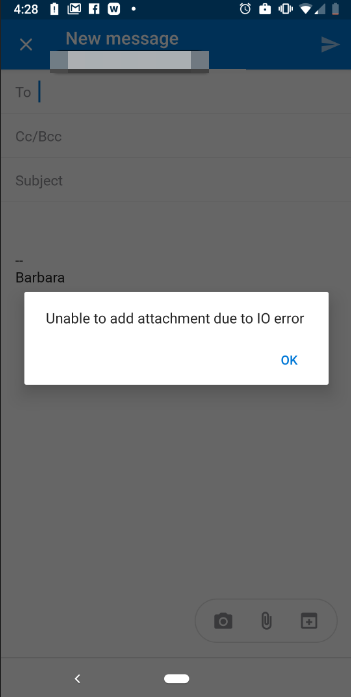 4:28
New message
To
Cc/Bcc
Subject
--
Barbara
Unable to add attachment due to IO error
OK